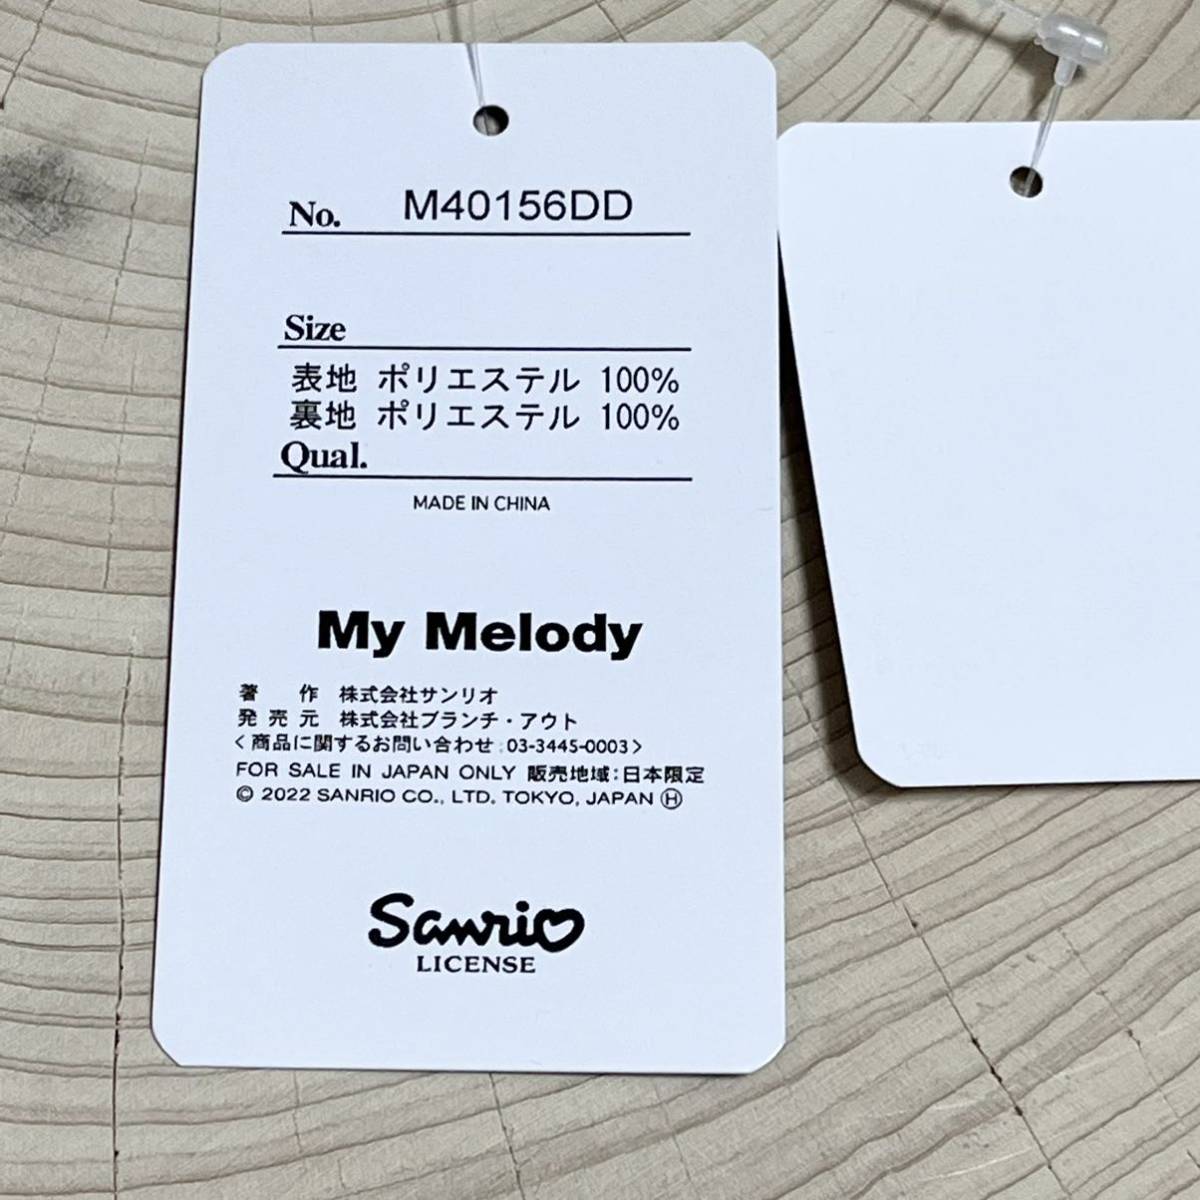 No. M40156DD
Size
表地 ポリエステル 100%
裏地 ポリエステル 100%
Qual.
MADE IN CHINA
My Melody
著 作 株式会社サンリオ
発売元 株式会社ブランチ・アウト
<商品に関するお問い合わせ:03-3445-0003>
FOR SALE IN JAPAN ONLY 販売地域:日本限定
© 2022 SANRIO CO., LTD. TOKYO, JAPAN Ⓗ
Sanrio
LICENSE